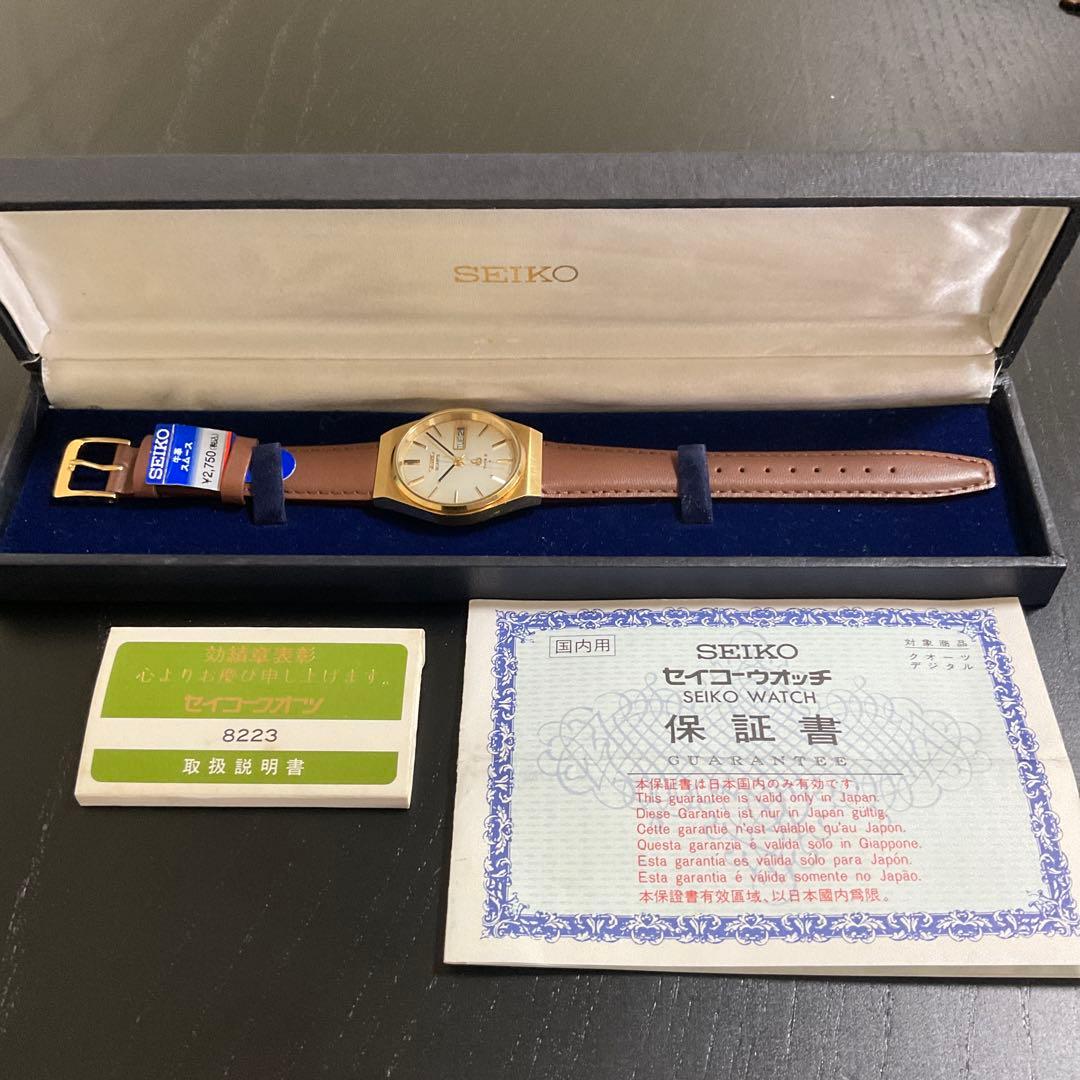 SEIKO
SEIKO
牛革
スムース
¥2,750(税込)
SEIKO
QUARTZ
効績章表彰
心よりお慶び申し上げます。
セイコークオーツ
8223
取扱説明書
国内用
対象商品
クオーツ
デジタル
SEIKO
セイコーウオッチ
SEIKO WATCH
保証書
GUARANTEE
本保証書は日本国内のみ有効です
This guarantee is valid only in Japan.
Diese Garantie ist nur in Japan gültig.
Cette garantie n'est valable qu'au Japon.
Questa garanzia é valida solo in Giappone.
Esta garantia es válida sólo para Japón.
Esta garantia é válida somente no Japão.
本保證書有效區域、以日本國内爲限。